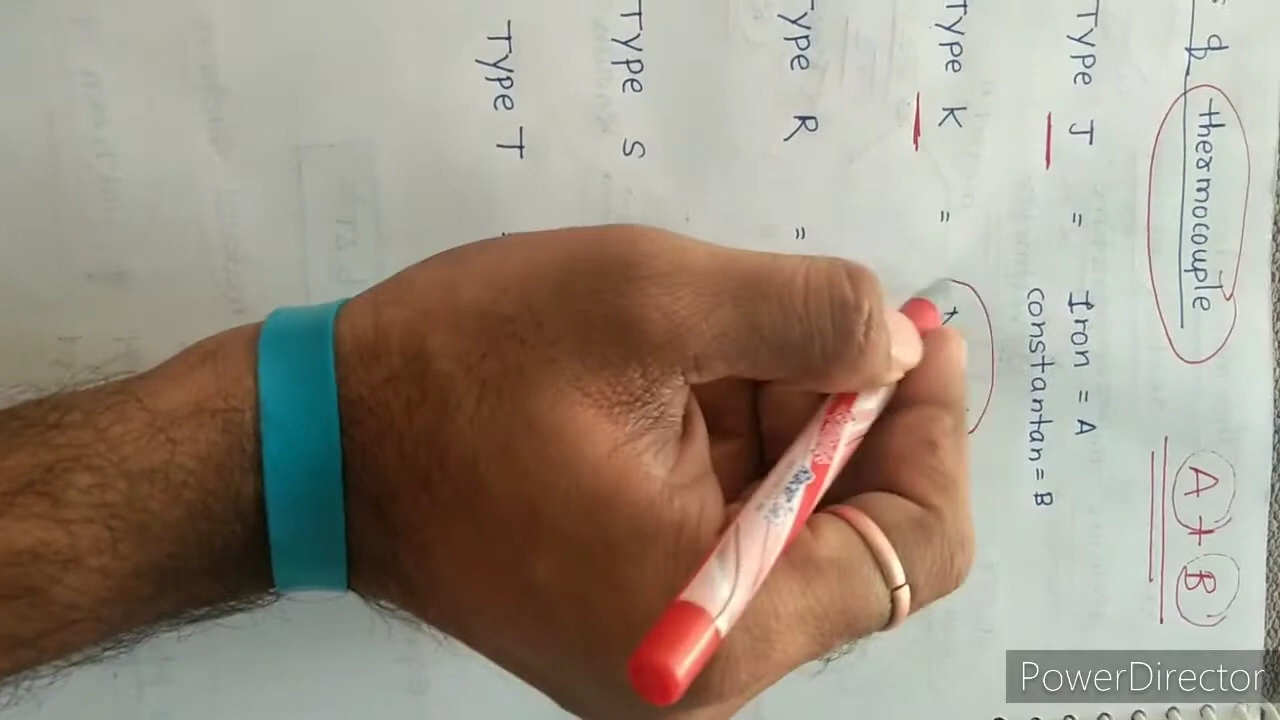 thermocouple A + B
Type J = Iron = A
constantan = B
Type K =
Type R =
Type S
Type T
PowerDirector